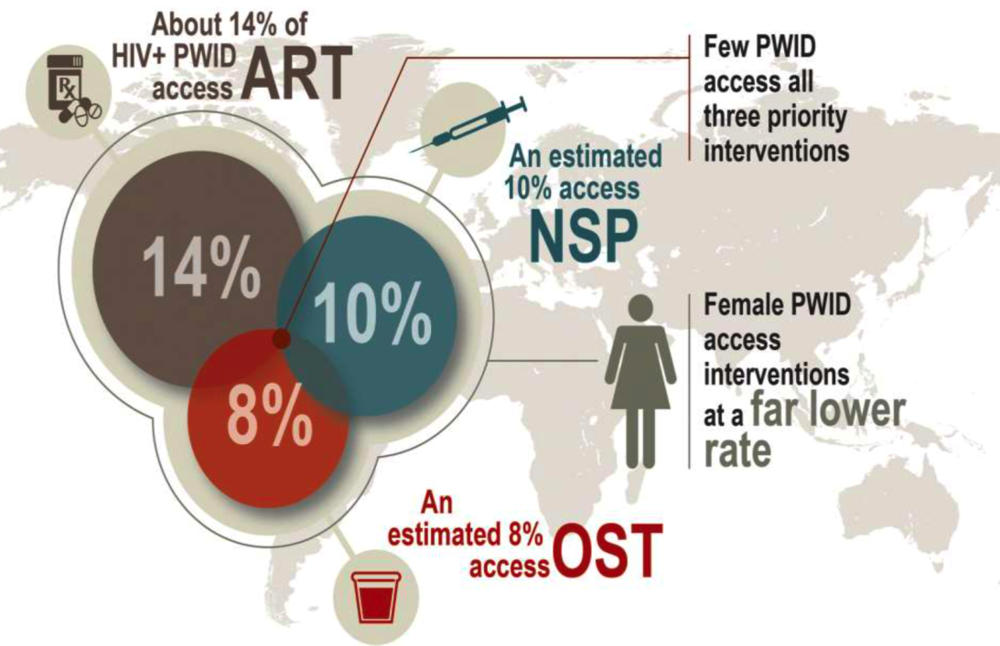 About 14% of
HIV+ PWID
access ART
Rx
Few PWID
access all
three priority
interventions
An estimated
10% access
NSP
14%
10%
8%
Female PWID
access
interventions
at a far lower
rate
An
estimated 8%
access OST